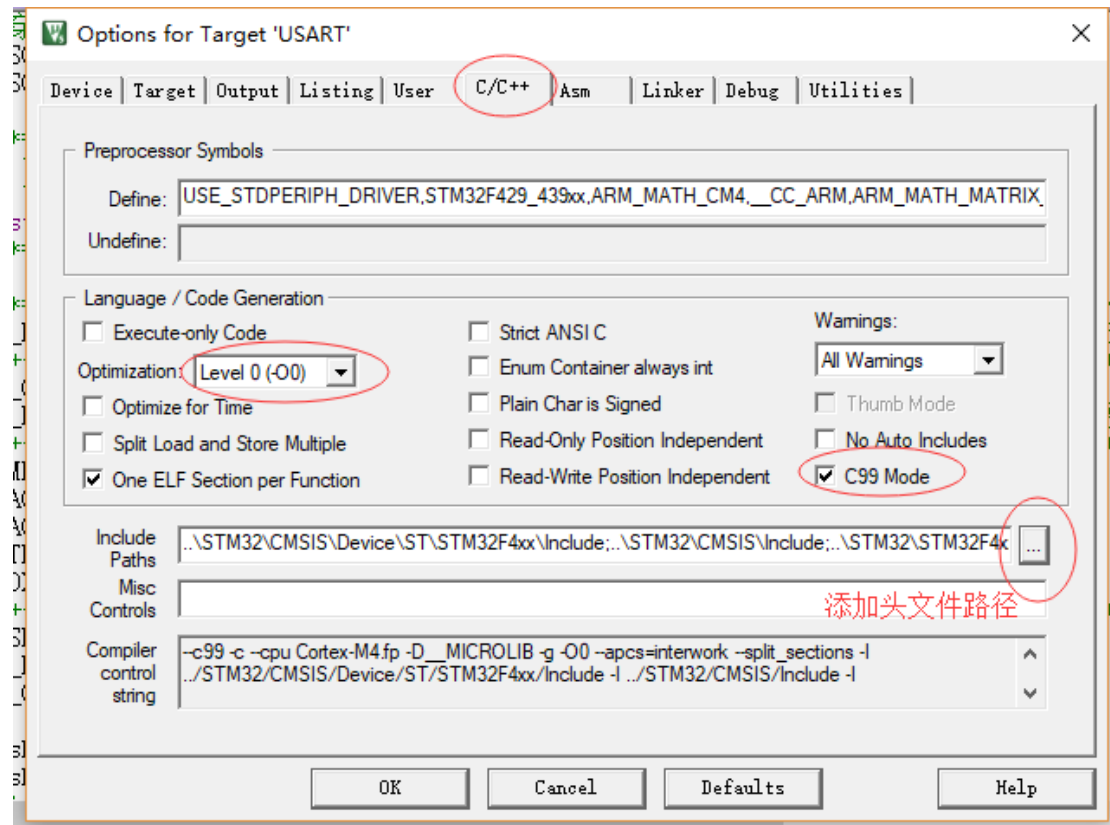 Options for Target 'USART'
Device Target Output Listing User C/C++ Asm Linker Debug Utilities
Preprocessor Symbols
Define: USE_STDPERIPH_DRIVER,STM32F429_439xx,ARM_MATH_CM4,__CC_ARM,ARM_MATH_MATRIX_
Undefine:
Language / Code Generation
Execute-only Code
Optimization: Level 0 (-O0)
Optimize for Time
Split Load and Store Multiple
One ELF Section per Function
Strict ANSI C
Enum Container always int
Plain Char is Signed
Read-Only Position Independent
Read-Write Position Independent
Warnings:
All Warnings
Thumb Mode
No Auto Includes
C99 Mode
Include
Paths
..\STM32\CMSIS\Device\ST\STM32F4xx\Include;..\STM32\CMSIS\Include;..\STM32\STM32F4x
...
Misc
Controls
添加头文件路径
Compiler
control
string
--c99 -c --cpu Cortex-M4.fp -D__MICROLIB -g -O0 --apcs=interwork --split_sections -I
../STM32/CMSIS/Device/ST/STM32F4xx/Include -I ../STM32/CMSIS/Include -I
OK Cancel Defaults Help